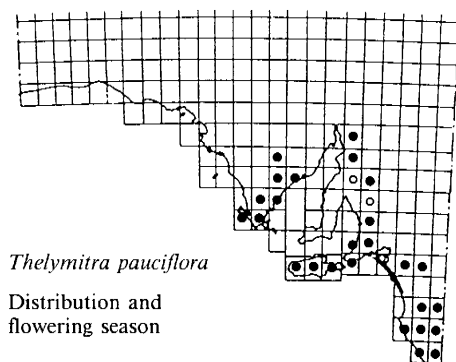 Thelymitra pauciflora
Distribution and
flowering season